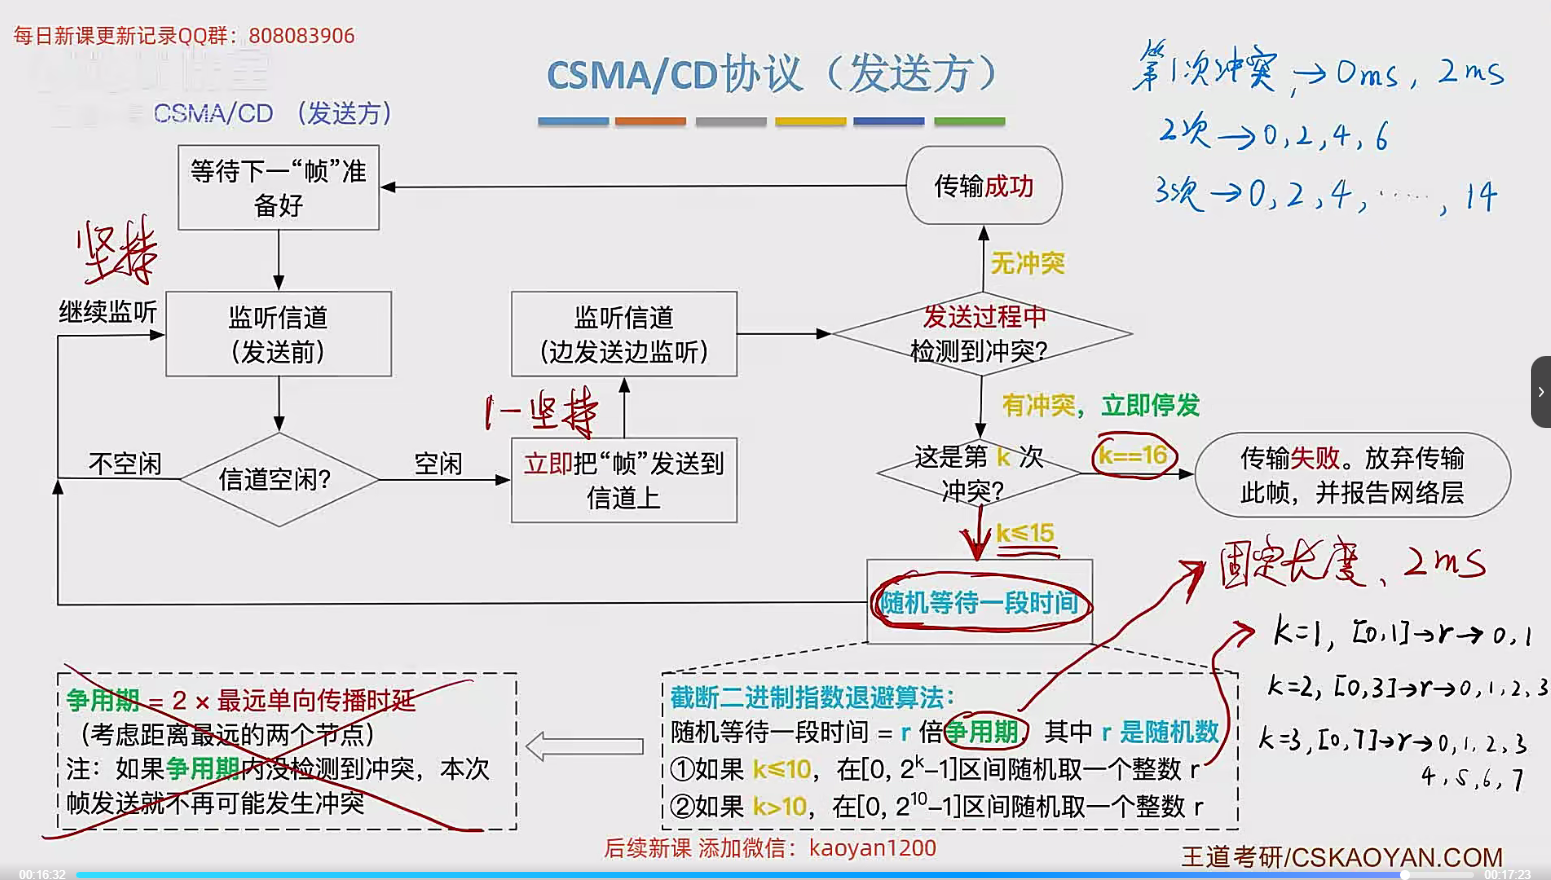 每日新课更新记录QQ群：808083906
CSMA/CD协议（发送方）
CSMA/CD （发送方）
第1次冲突，→0ms，2ms
2次→0,2,4,6
3次→0,2,4,……,14
等待下一“帧”准
备好
传输成功
坚持
无冲突
继续监听
监听信道
（发送前）
监听信道
（边发送边监听）
发送过程中
检测到冲突？
1-坚持
有冲突，立即停发
不空闲
信道空闲？
空闲
立即把“帧”发送到
信道上
这是第 k 次
冲突？
k==16
传输失败。放弃传输
此帧，并报告网络层
k≤15
随机等待一段时间
固定长度、2ms
k=1, [0,1]→r→0,1
k=2, [0,3]→r→0,1,2,3
k=3,[0,7]→r→0,1,2,3
4,5,6,7
争用期 = 2 × 最远单向传播时延
（考虑距离最远的两个节点）
注：如果争用期内没检测到冲突，本次
帧发送就不再可能发生冲突
截断二进制指数退避算法：
随机等待一段时间 = r 倍争用期，其中 r 是随机数
①如果 k≤10，在[0, 2ᵏ–1]区间随机取一个整数 r
②如果 k>10，在[0, 2¹⁰–1]区间随机取一个整数 r
后续新课 添加微信：kaoyan1200
王道考研/CSKAOYAN.COM
00:16:32
00:17:23